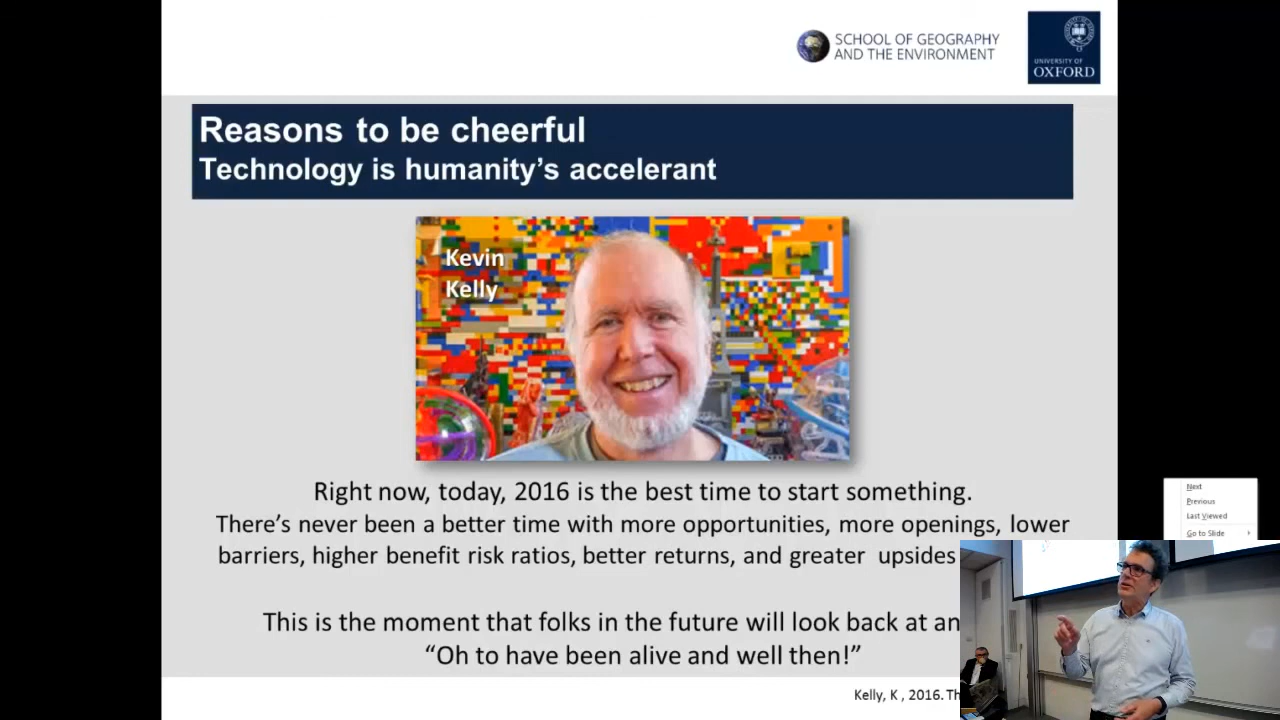 SCHOOL OF GEOGRAPHY
AND THE ENVIRONMENT
UNIVERSITY OF
OXFORD
Reasons to be cheerful
Technology is humanity's accelerant
Kevin
Kelly
Right now, today, 2016 is the best time to start something.
There's never been a better time with more opportunities, more openings, lower
barriers, higher benefit risk ratios, better returns, and greater upsides
This is the moment that folks in the future will look back at an
“Oh to have been alive and well then!”
Kelly, K , 2016. Th
Next
Previous
Last Viewed
Go to Slide